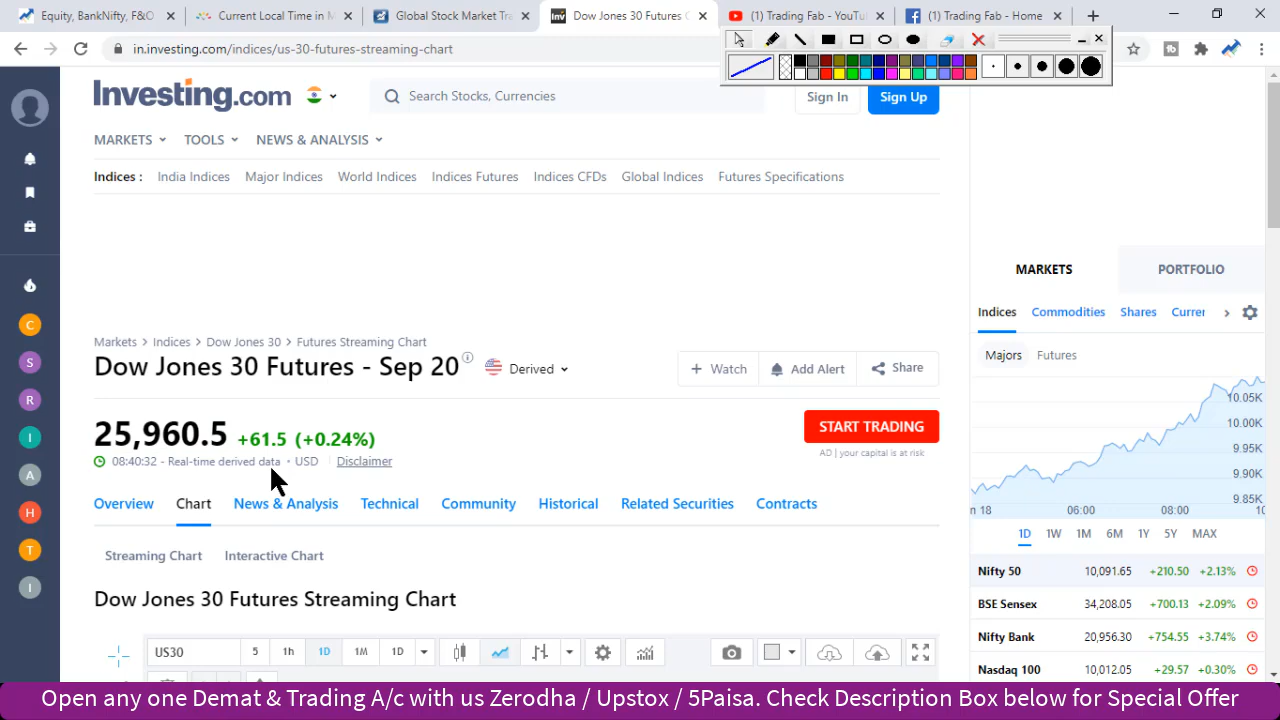 Equity, BankNifty, F&O
Current Local Time in M
Global Stock Market Tra
Dow Jones 30 Futures C
(1) Trading Fab - YouTu
(1) Trading Fab - Home
in.investing.com/indices/us-30-futures-streaming-chart
Investing.com
Search Stocks, Currencies
Sign In
Sign Up
MARKETS
TOOLS
NEWS & ANALYSIS
Indices :
India Indices
Major Indices
World Indices
Indices Futures
Indices CFDs
Global Indices
Futures Specifications
MARKETS
PORTFOLIO
Indices
Commodities
Shares
Curren
Majors
Futures
Markets > Indices > Dow Jones 30 > Futures Streaming Chart
Dow Jones 30 Futures - Sep 20
Derived
+ Watch
Add Alert
Share
25,960.5 +61.5 (+0.24%)
08:40:32 - Real-time derived data • USD
Disclaimer
START TRADING
AD | your capital is at risk
10.05K
10.00K
9.95K
9.90K
9.85K
n 18
06:00
08:00
10
Overview
Chart
News & Analysis
Technical
Community
Historical
Related Securities
Contracts
1D
1W
1M
6M
1Y
5Y
MAX
Streaming Chart
Interactive Chart
Nifty 50 10,091.65 +210.50 +2.13%
BSE Sensex 34,208.05 +700.13 +2.09%
Nifty Bank 20,956.30 +754.55 +3.74%
Nasdaq 100 10,012.05 +29.57 +0.30%
Dow Jones 30 Futures Streaming Chart
US30
5
1h
1D
1M
1D
C
S
R
I
A
H
T
I
Open any one Demat & Trading A/c with us Zerodha / Upstox / 5Paisa. Check Description Box below for Special Offer